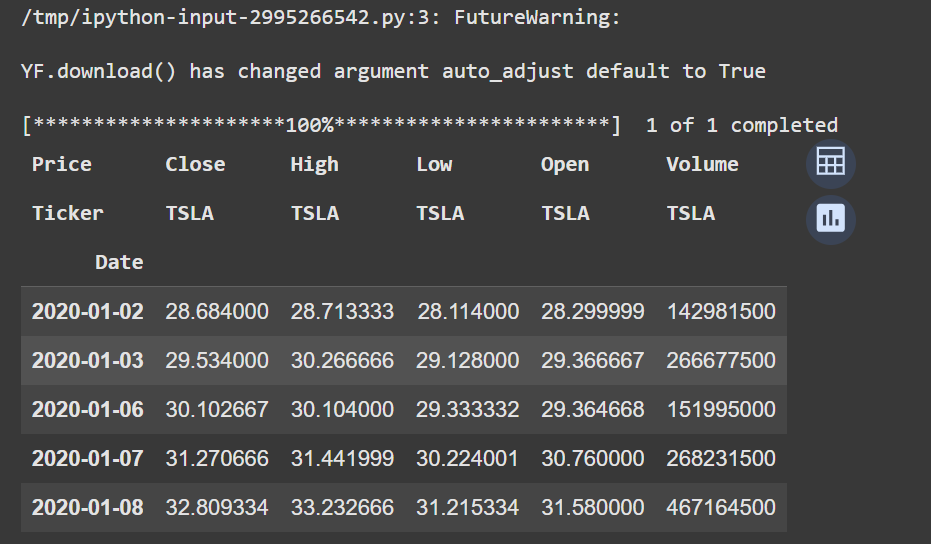 /tmp/ipython-input-2995266542.py:3: FutureWarning:
YF.download() has changed argument auto_adjust default to True
[*********************100%***********************]  1 of 1 completed
Price Close High Low Open Volume
Ticker TSLA TSLA TSLA TSLA TSLA
Date
2020-01-02 28.684000 28.713333 28.114000 28.299999 142981500
2020-01-03 29.534000 30.266666 29.128000 29.366667 266677500
2020-01-06 30.102667 30.104000 29.333332 29.364668 151995000
2020-01-07 31.270666 31.441999 30.224001 30.760000 268231500
2020-01-08 32.809334 33.232666 31.215334 31.580000 467164500